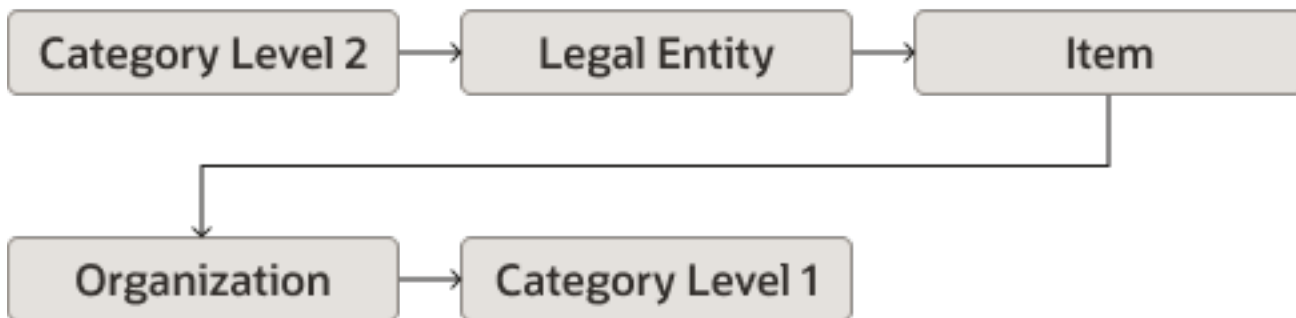 Category Level 2
Legal Entity
Item
Organization
Category Level 1